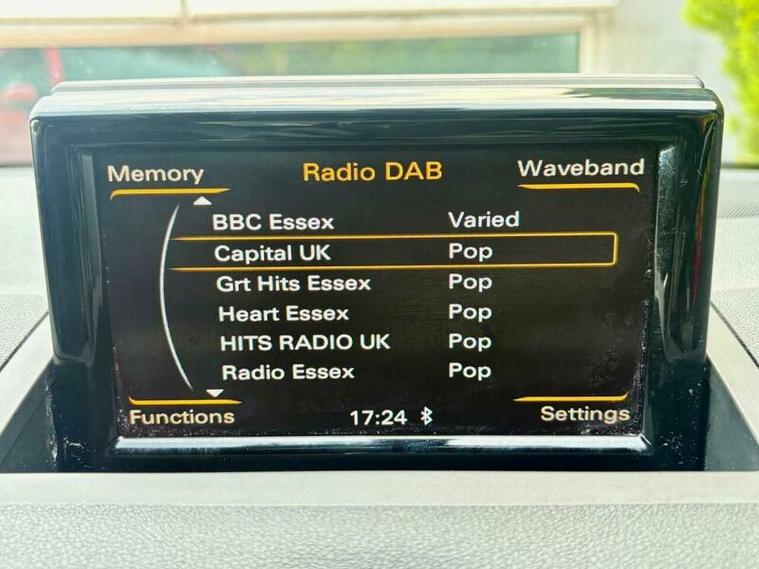 Memory Radio DAB Waveband
BBC Essex Varied
Capital UK Pop
Grt Hits Essex Pop
Heart Essex Pop
HITS RADIO UK Pop
Radio Essex Pop
Functions 17:24 Settings